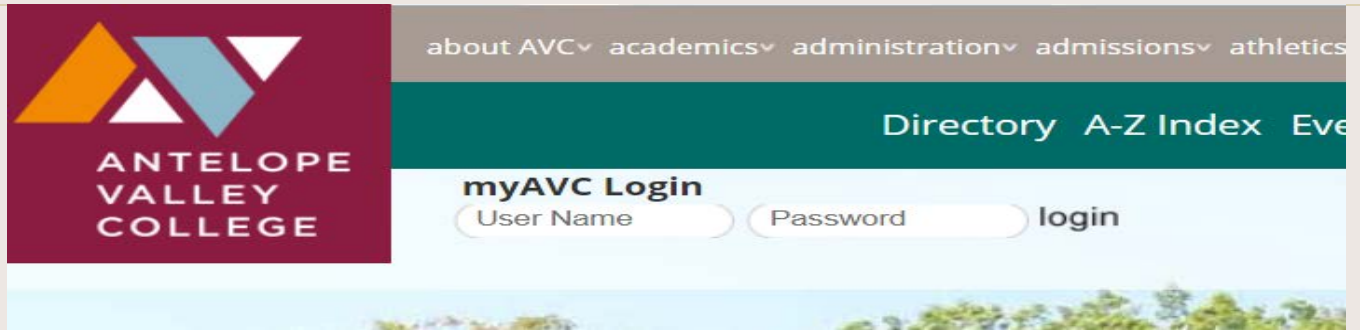 about AVC academics administration admissions athletics
Directory A-Z Index
ANTELOPE
VALLEY
COLLEGE
myAVC Login
User Name Password login